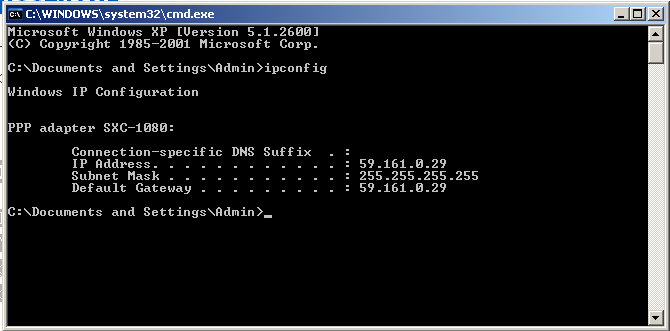 C:\WINDOWS\system32\cmd.exe
Microsoft Windows XP [Version 5.1.2600]
(C) Copyright 1985-2001 Microsoft Corp.
C:\Documents and Settings\Admin>ipconfig
Windows IP Configuration
PPP adapter SXC-1080:
Connection-specific DNS Suffix . :
IP Address. . . . . . . . . . . . : 59.161.0.29
Subnet Mask . . . . . . . . . . . : 255.255.255.255
Default Gateway . . . . . . . . . : 59.161.0.29
C:\Documents and Settings\Admin>_